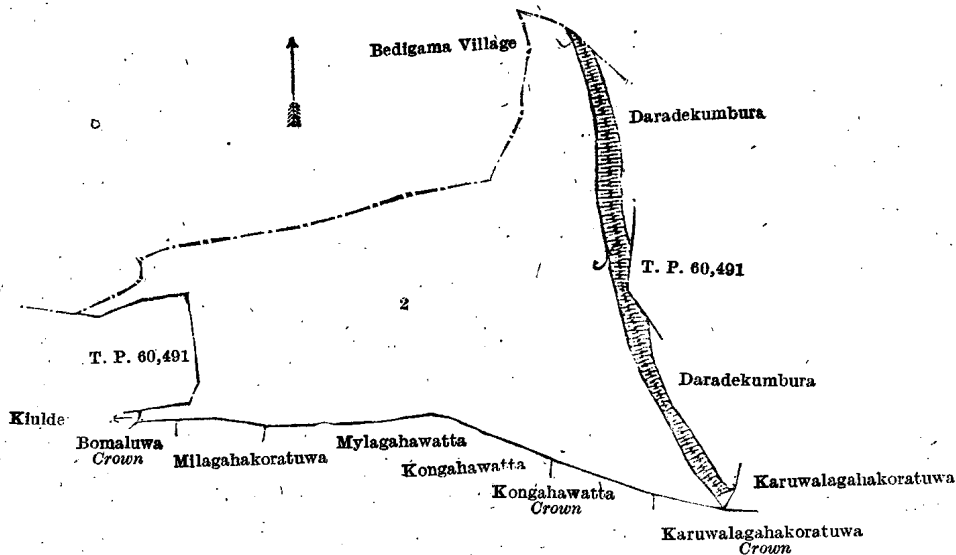 Bedigama Village
Daradekumbura
T. P. 60,491
2
T. P. 60,491
Daradekumbura
Kiulde
Bomaluwa
Crown
Milagahakoratuwa
Mylagahawatta
Kongahawatta
Kongahawatta
Crown
Karuwalagahakoratuwa
Karuwalagahakoratuwa
Crown